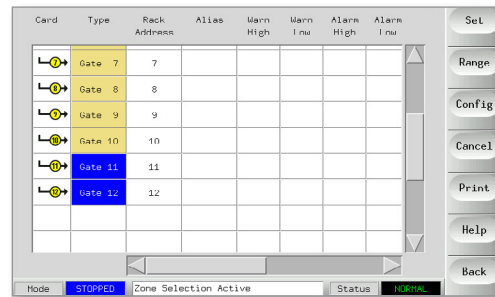 Card Type Rack Address Alias Warn High Warn Low Alarm High Alarm Low
7 Gate 7 7
8 Gate 8 8
9 Gate 9 9
10 Gate 10 10
11 Gate 11 11
12 Gate 12 12
Mode STOPPED Zone Selection Active Status NORMAL
Set
Range
Config
Cancel
Print
Help
Back